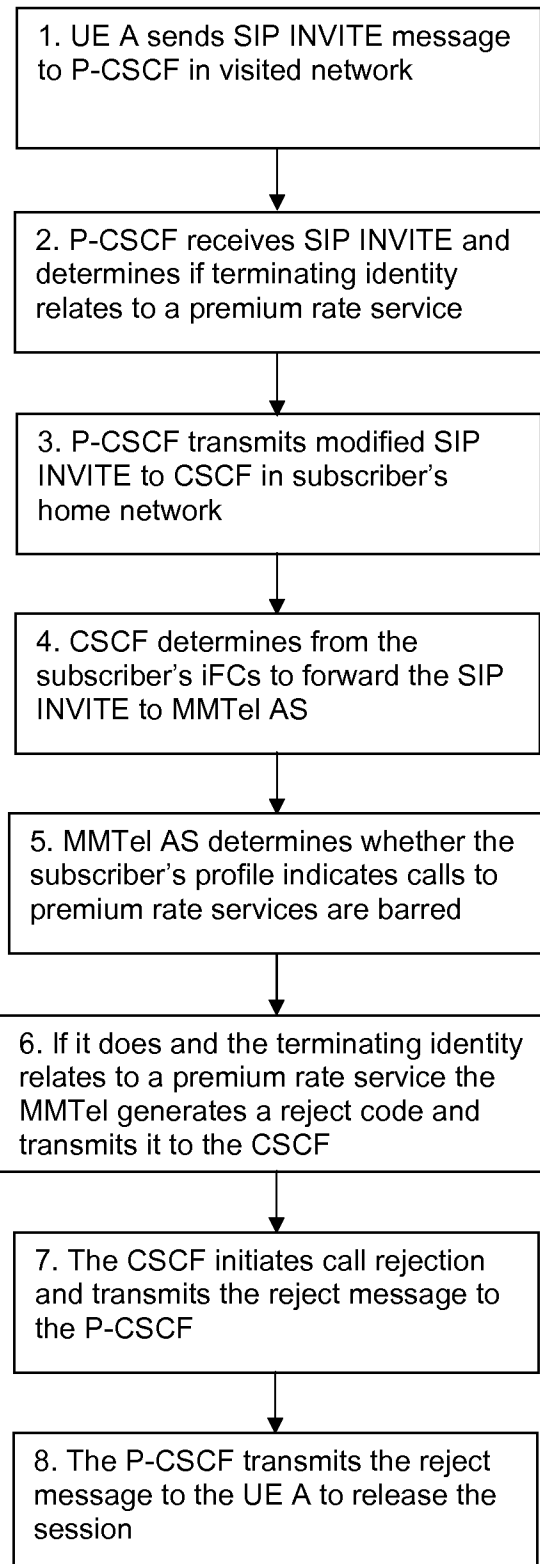 1. UE A sends SIP INVITE message
to P-CSCF in visited network
2. P-CSCF receives SIP INVITE and
determines if terminating identity
relates to a premium rate service
3. P-CSCF transmits modified SIP
INVITE to CSCF in subscriber's
home network
4. CSCF determines from the
subscriber's iFCs to forward the SIP
INVITE to MMTel AS
5. MMTel AS determines whether the
subscriber's profile indicates calls to
premium rate services are barred
6. If it does and the terminating identity
relates to a premium rate service the
MMTel generates a reject code and
transmits it to the CSCF
7. The CSCF initiates call rejection
and transmits the reject message to
the P-CSCF
8. The P-CSCF transmits the reject
message to the UE A to release the
session